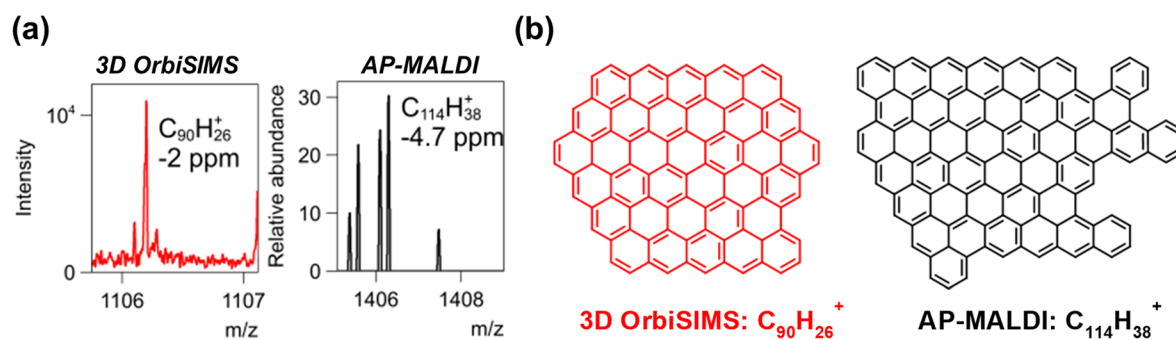 (a)
3D OrbiSIMS
10⁴
0
Intensity
C₉₀H₂₆⁺
-2 ppm
1106
1107
m/z
AP-MALDI
30
20
10
0
Relative abundance
C₁₁₄H₃₈⁺
-4.7 ppm
1406
1408
m/z
(b)
3D OrbiSIMS: C₉₀H₂₆⁺
AP-MALDI: C₁₁₄H₃₈⁺